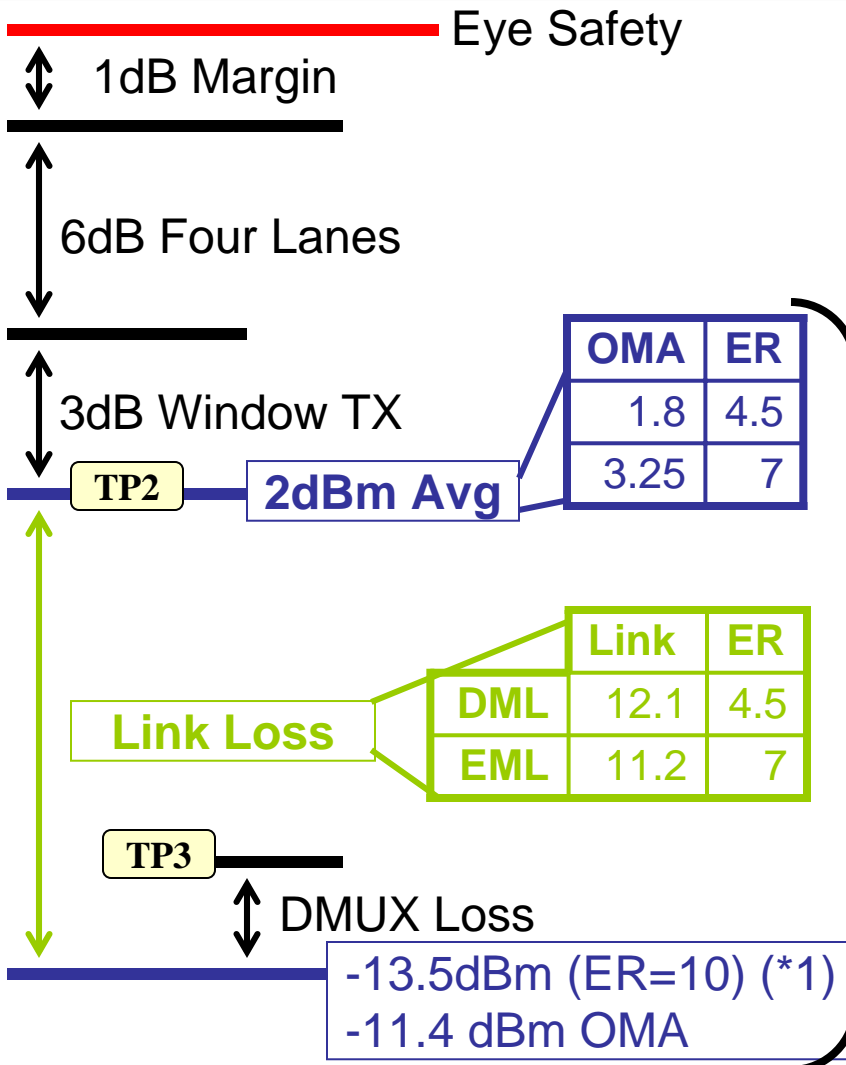 Eye Safety
1dB Margin
6dB Four Lanes
OMA ER
1.8 4.5
3.25 7
3dB Window TX
TP2
2dBm Avg
Link ER
DML 12.1 4.5
EML 11.2 7
Link Loss
TP3
DMUX Loss
-13.5dBm (ER=10) (*1)
-11.4 dBm OMA